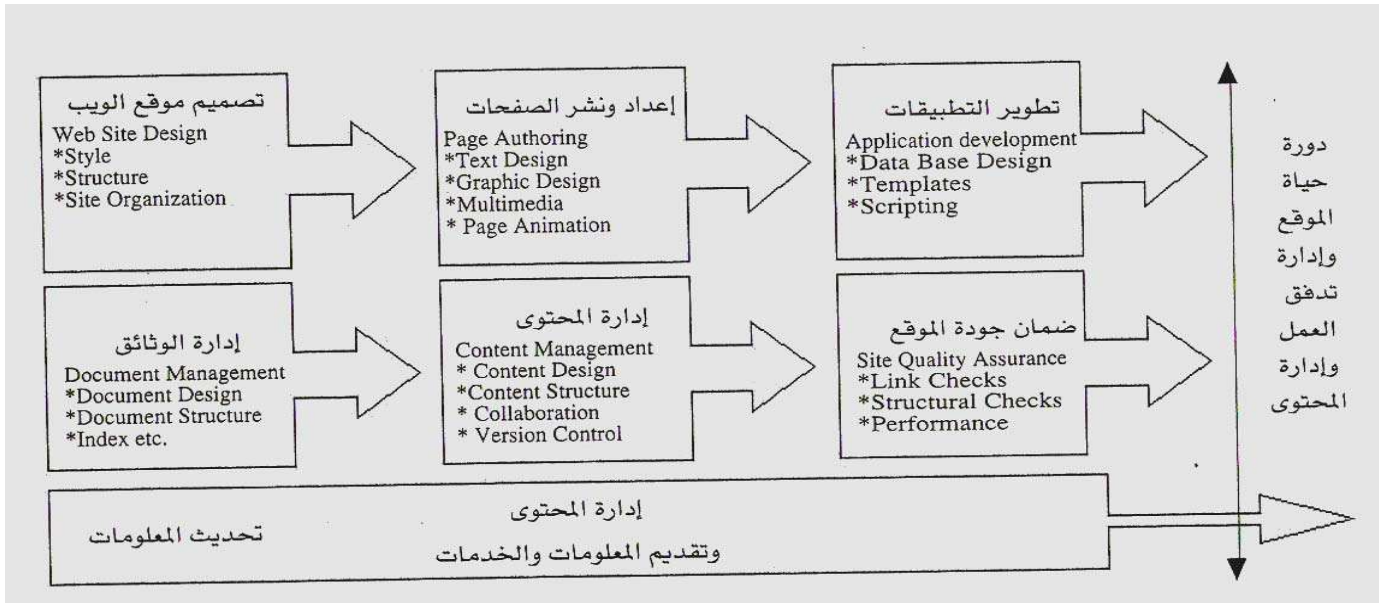 تصميم موقع الويب
Web Site Design
*Style
*Structure
*Site Organization
إعداد ونشر الصفحات
Page Authoring
*Text Design
*Graphic Design
*Multimedia
* Page Animation
تطوير التطبيقات
Application development
*Data Base Design
*Templates
*Scripting
إدارة الوثائق
Document Management
*Document Design
*Document Structure
*Index etc.
إدارة المحتوى
Content Management
* Content Design
*Content Structure
* Collaboration
* Version Control
ضمان جودة الموقع
Site Quality Assurance
*Link Checks
*Structural Checks
*Performance
دورة
حياة
الموقع
وإدارة
تدفق
العمل
وإدارة
المحتوى
إدارة المحتوى
تحديث المعلومات
وتقديم المعلومات والخدمات